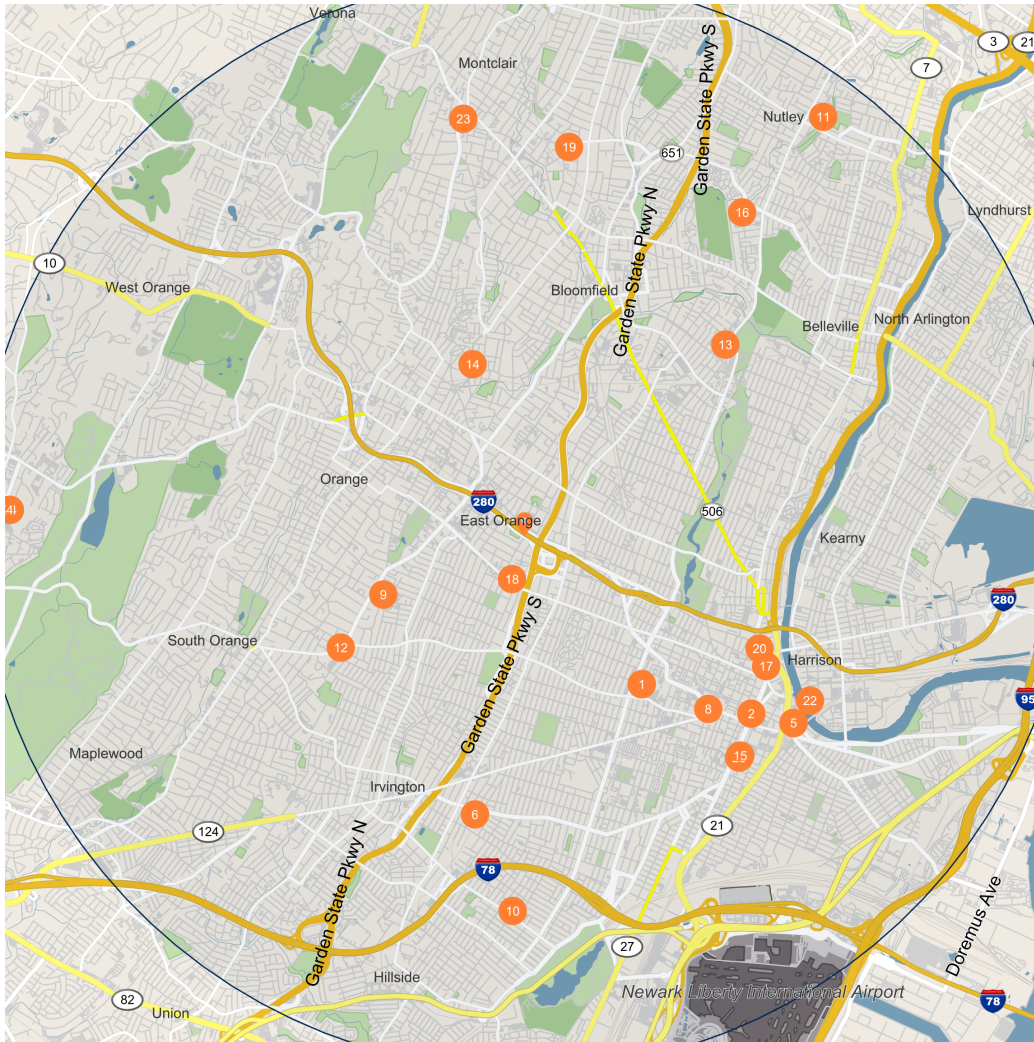 Verona
Garden State Pkwy S
3
21
Montclair
7
23
Nutley
11
19
651
16
Garden State Pkwy N
Lyndhurst
10
West Orange
Bloomfield
Belleville
North Arlington
13
14
Orange
280
506
East Orange
Kearny
18
9
280
12
South Orange
20
Harrison
17
1
22
95
8
2
5
Garden State Pkwy S
Maplewood
15
Irvington
6
124
21
78
Garden State Pkwy N
10
Doremus Ave
27
Hillside
Newark Liberty International Airport
82
78
Union